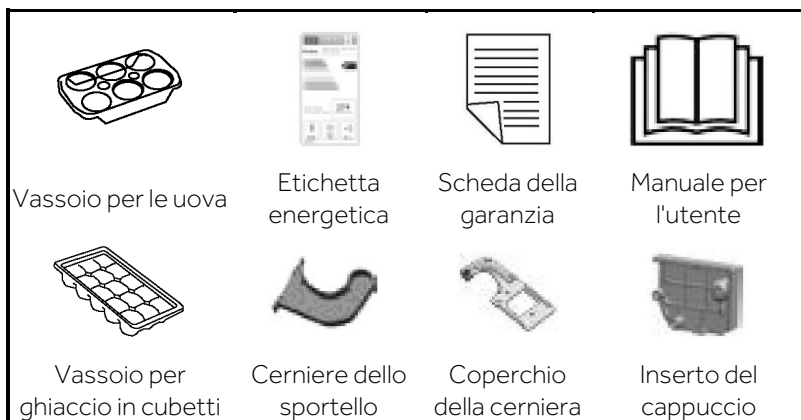 Vassoio per le uova
Etichetta
energetica
Scheda della
garanzia
Manuale per
l'utente
Vassoio per
ghiaccio in cubetti
Cerniere dello
sportello
Coperchio
della cerniera
Inserto del
cappuccio